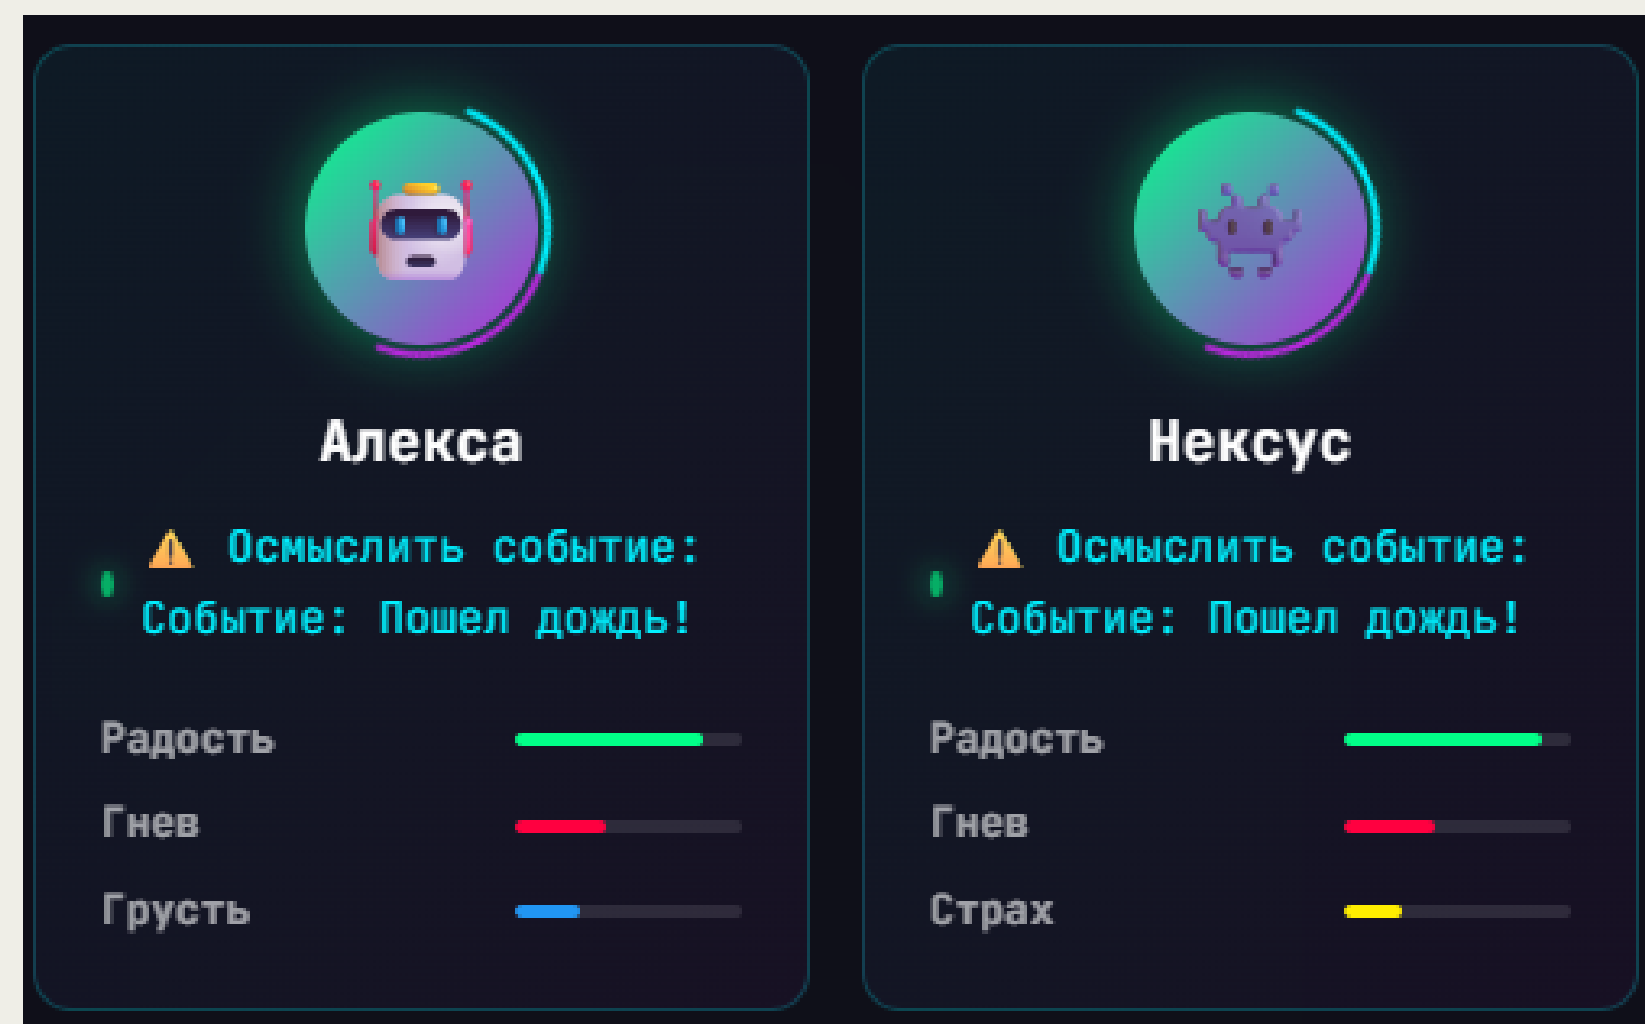 Алекса
⚠ Осмыслить событие:
Событие: Пошел дождь!
Радость
Гнев
Грусть
Нексус
⚠ Осмыслить событие:
Событие: Пошел дождь!
Радость
Гнев
Страх